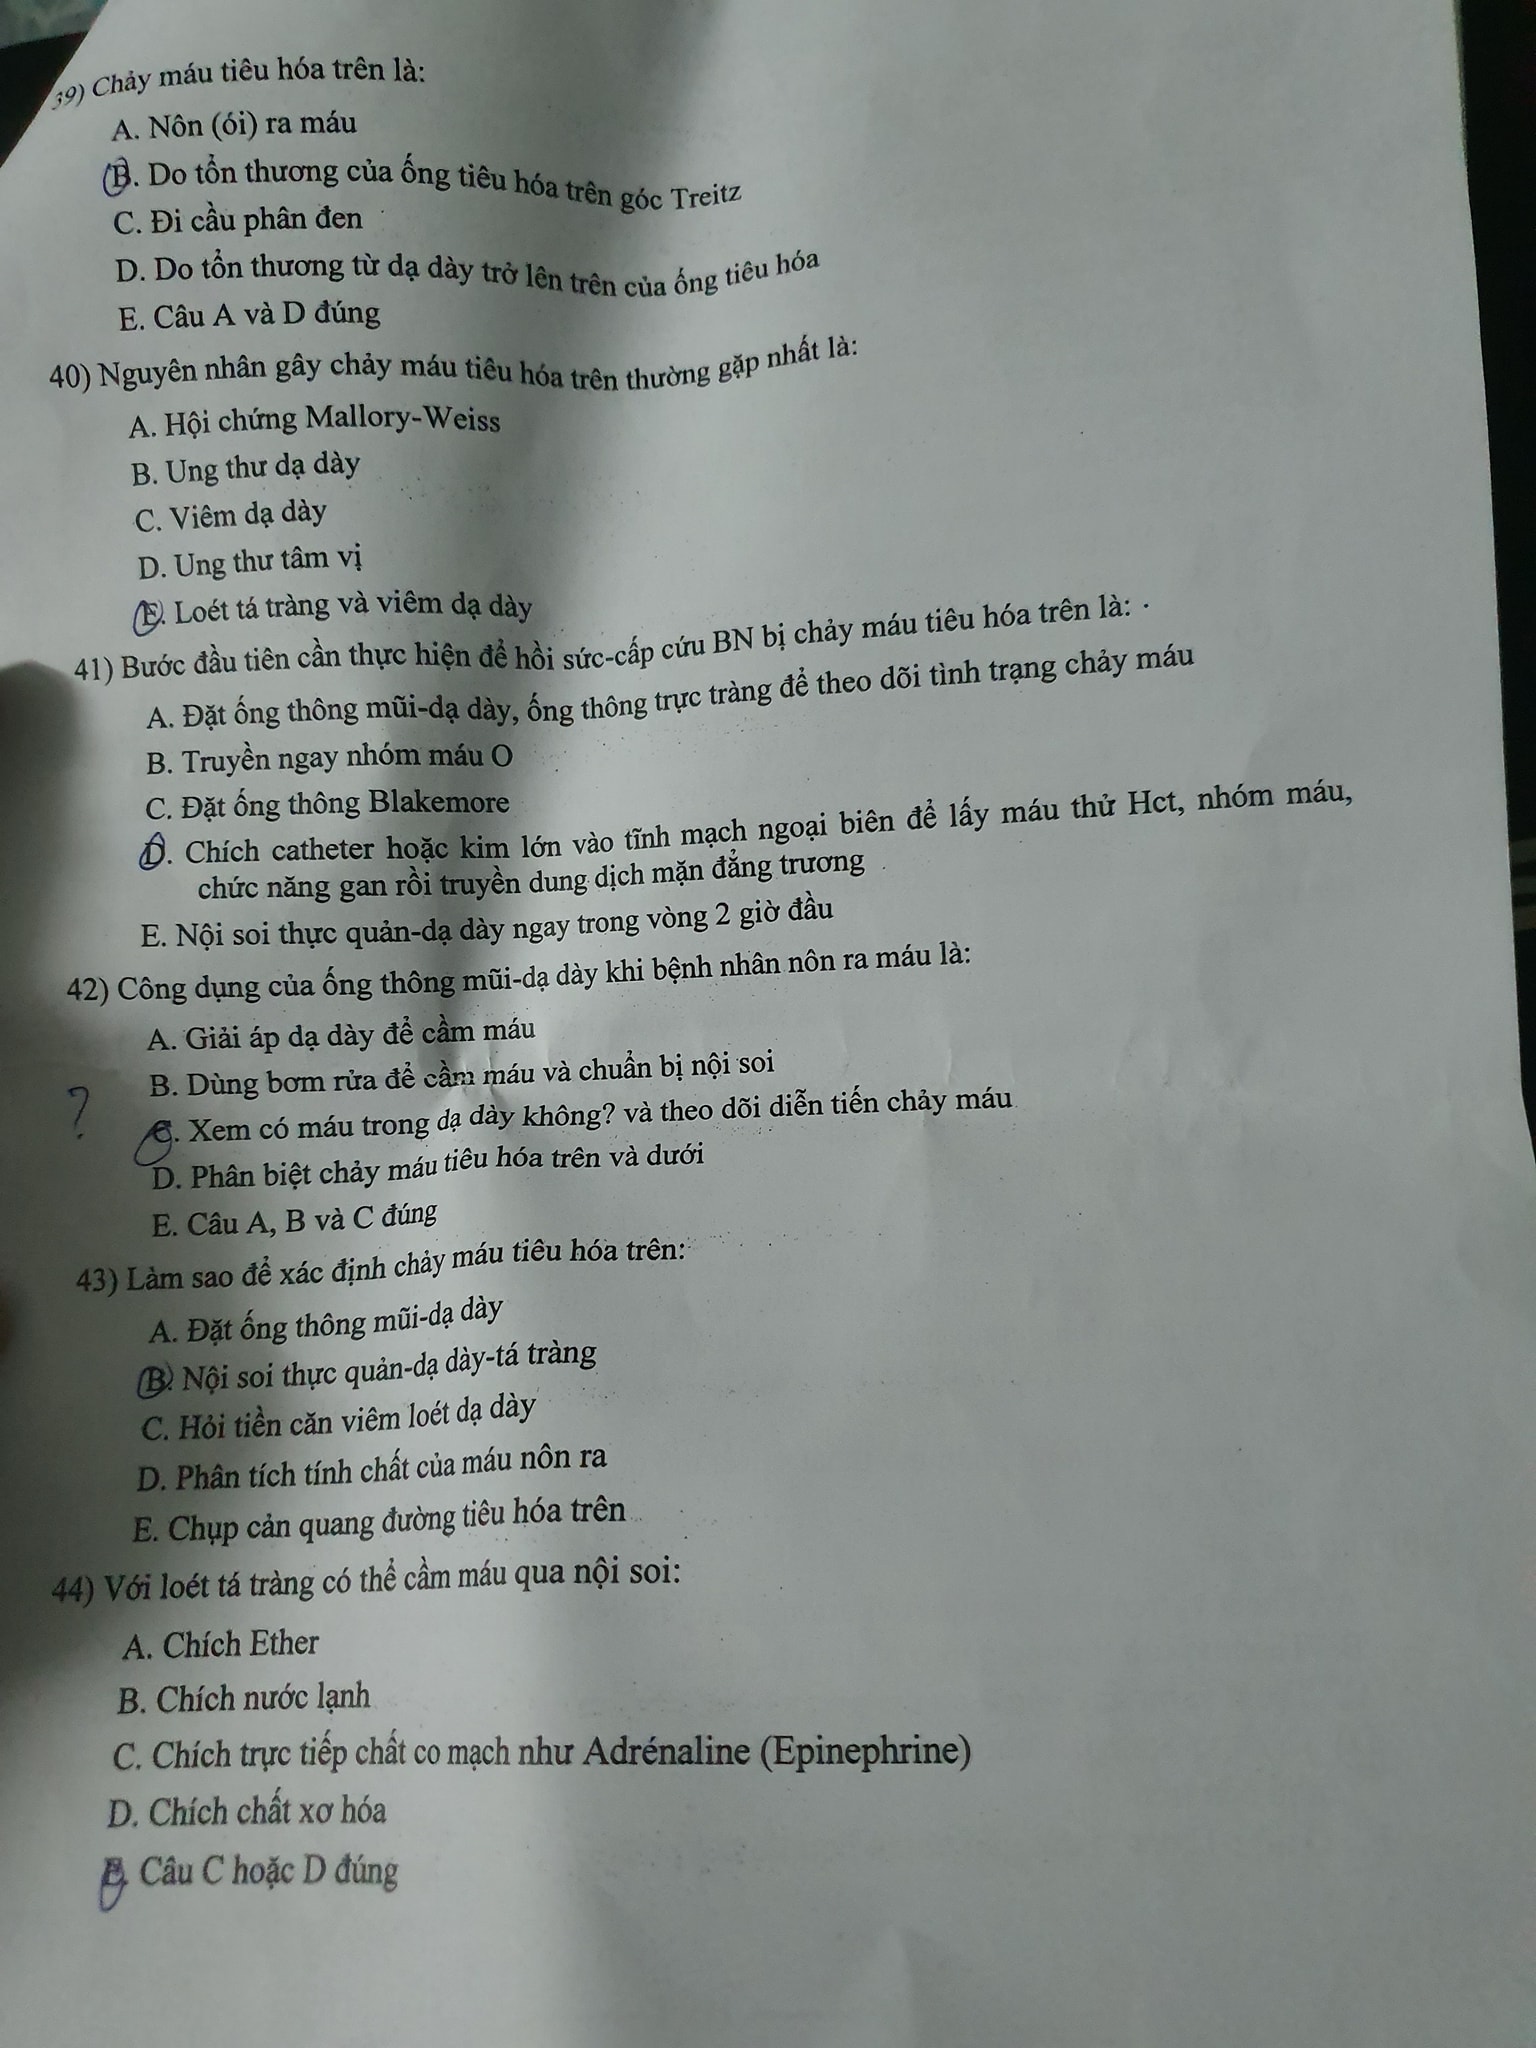 39) Chảy máu tiêu hóa trên là:
A. Nôn (ói) ra máu
B. Do tổn thương của ống tiêu hóa trên góc Treitz
C. Đi cầu phân đen
D. Do tổn thương từ dạ dày trở lên trên của ống tiêu hóa
E. Câu A và D đúng
40) Nguyên nhân gây chảy máu tiêu hóa trên thường gặp nhất là:
A. Hội chứng Mallory-Weiss
B. Ung thư dạ dày
C. Viêm dạ dày
D. Ung thư tâm vị
E. Loét tá tràng và viêm dạ dày
41) Bước đầu tiên cần thực hiện để hồi sức-cấp cứu BN bị chảy máu tiêu hóa trên là:
A. Đặt ống thông mũi-dạ dày, ống thông trực tràng để theo dõi tình trạng chảy máu
B. Truyền ngay nhóm máu O
C. Đặt ống thông Blakemore
D. Chích catheter hoặc kim lớn vào tĩnh mạch ngoại biên để lấy máu thử Hct, nhóm máu,
chức năng gan rồi truyền dung dịch mặn đẳng trương
E. Nội soi thực quản-dạ dày ngay trong vòng 2 giờ đầu
42) Công dụng của ống thông mũi-dạ dày khi bệnh nhân nôn ra máu là:
A. Giải áp dạ dày để cầm máu
B. Dùng bơm rửa để cầm máu và chuẩn bị nội soi
? C. Xem có máu trong dạ dày không? và theo dõi diễn tiến chảy máu
D. Phân biệt chảy máu tiêu hóa trên và dưới
E. Câu A, B và C đúng
43) Làm sao để xác định chảy máu tiêu hóa trên:
A. Đặt ống thông mũi-dạ dày
B. Nội soi thực quản-dạ dày-tá tràng
C. Hỏi tiền căn viêm loét dạ dày
D. Phân tích tính chất của máu nôn ra
E. Chụp cản quang đường tiêu hóa trên
44) Với loét tá tràng có thể cầm máu qua nội soi:
A. Chích Ether
B. Chích nước lạnh
C. Chích trực tiếp chất co mạch như Adrénaline (Epinephrine)
D. Chích chất xơ hóa
E. Câu C hoặc D đúng